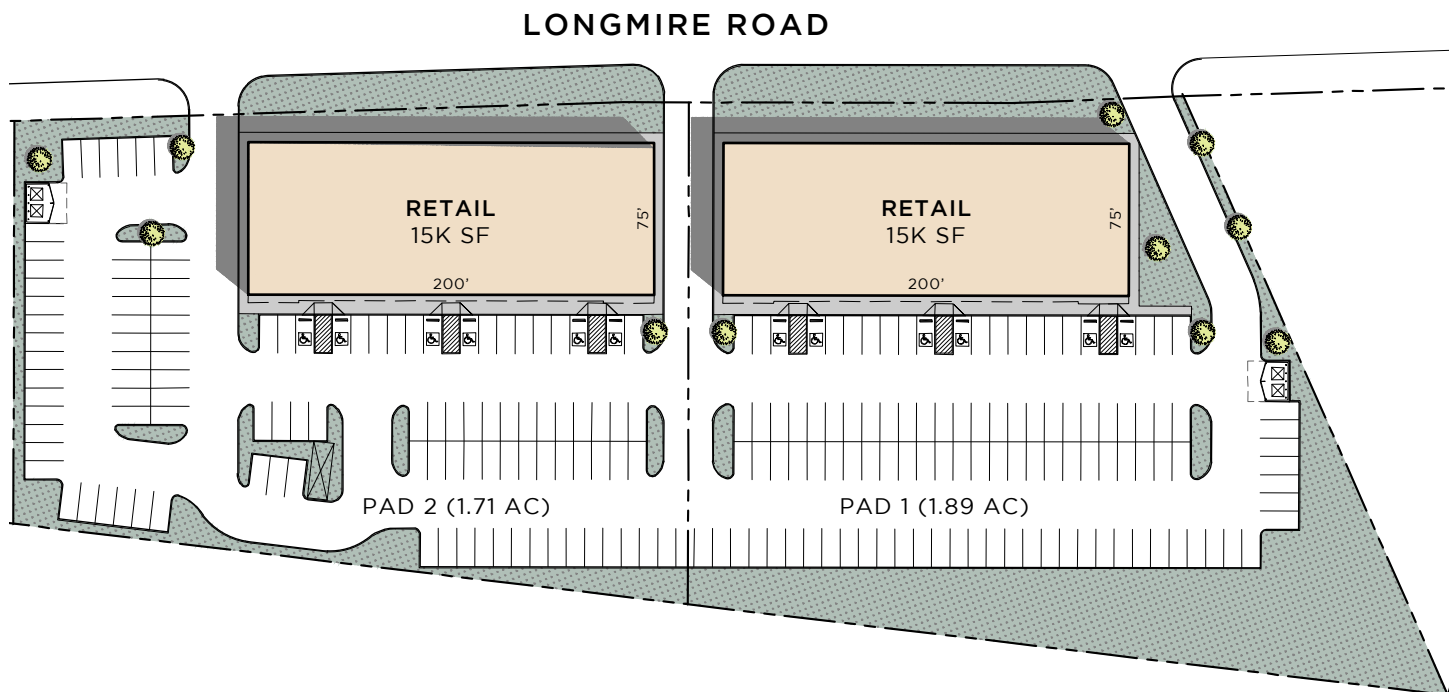 LONGMIRE ROAD
RETAIL
15K SF
75'
200'
RETAIL
15K SF
75'
200'
PAD 2 (1.71 AC)
PAD 1 (1.89 AC)